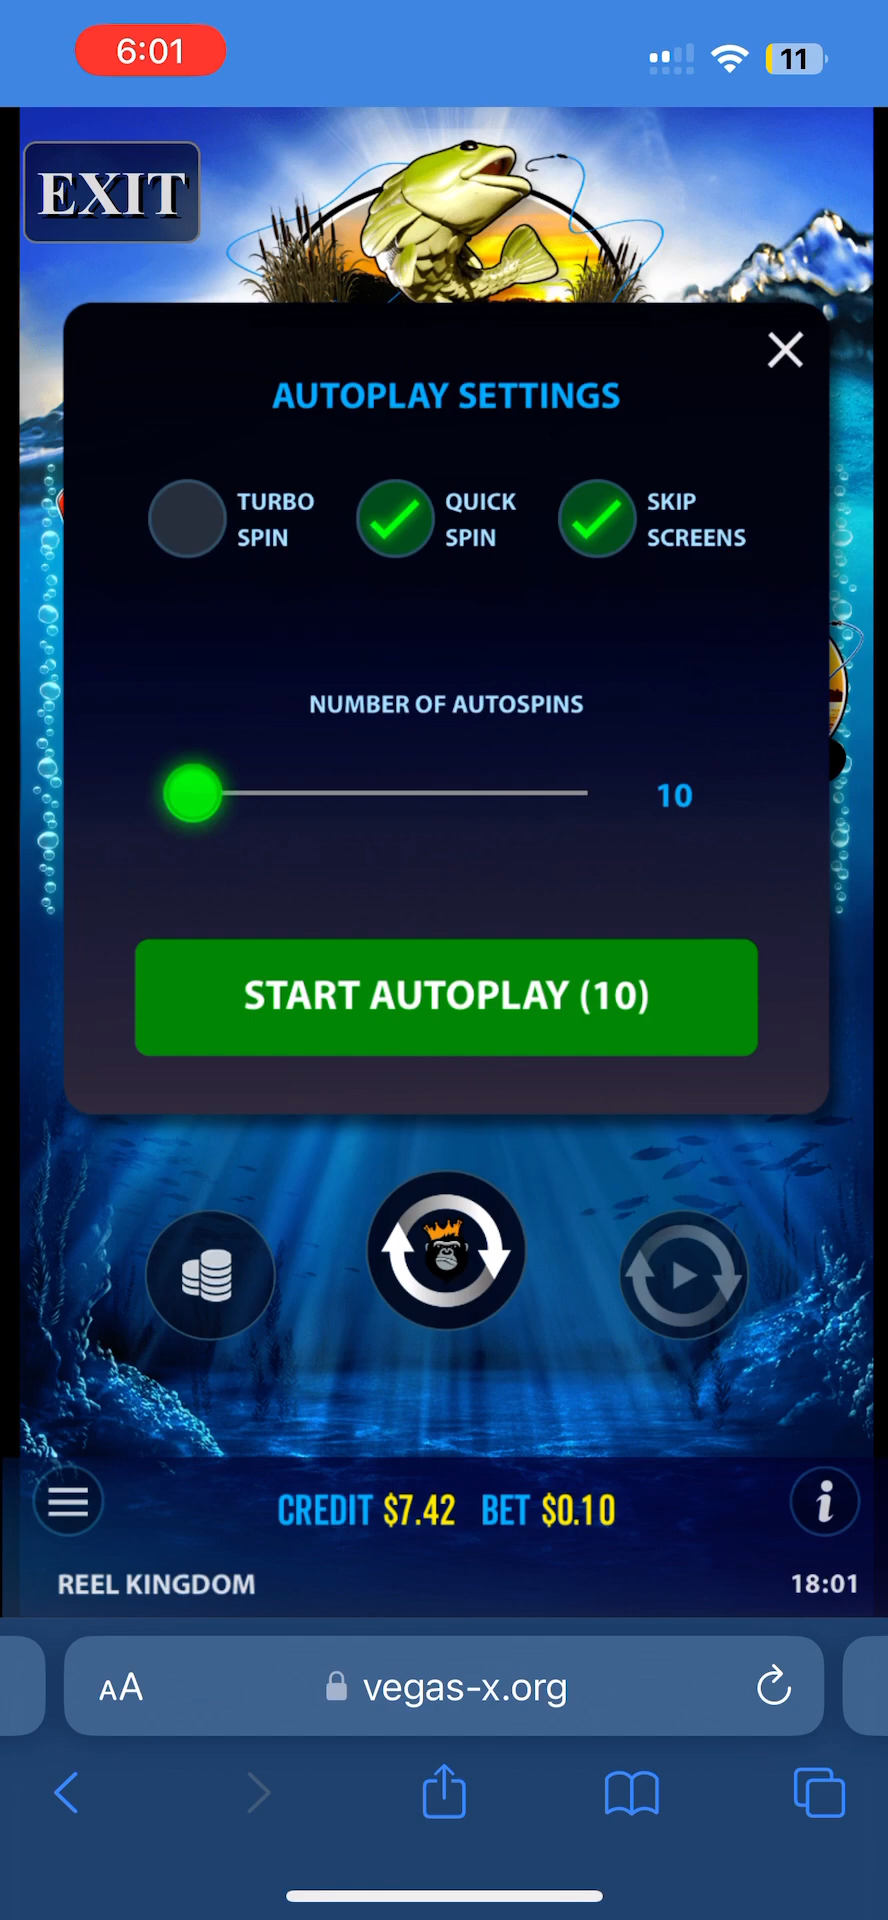 6:01
11
EXIT
AUTOPLAY SETTINGS
TURBO SPIN
QUICK SPIN
SKIP SCREENS
NUMBER OF AUTOSPINS
10
START AUTOPLAY (10)
CREDIT $7.42 BET $0.10
REEL KINGDOM
18:01
AA
vegas-x.org